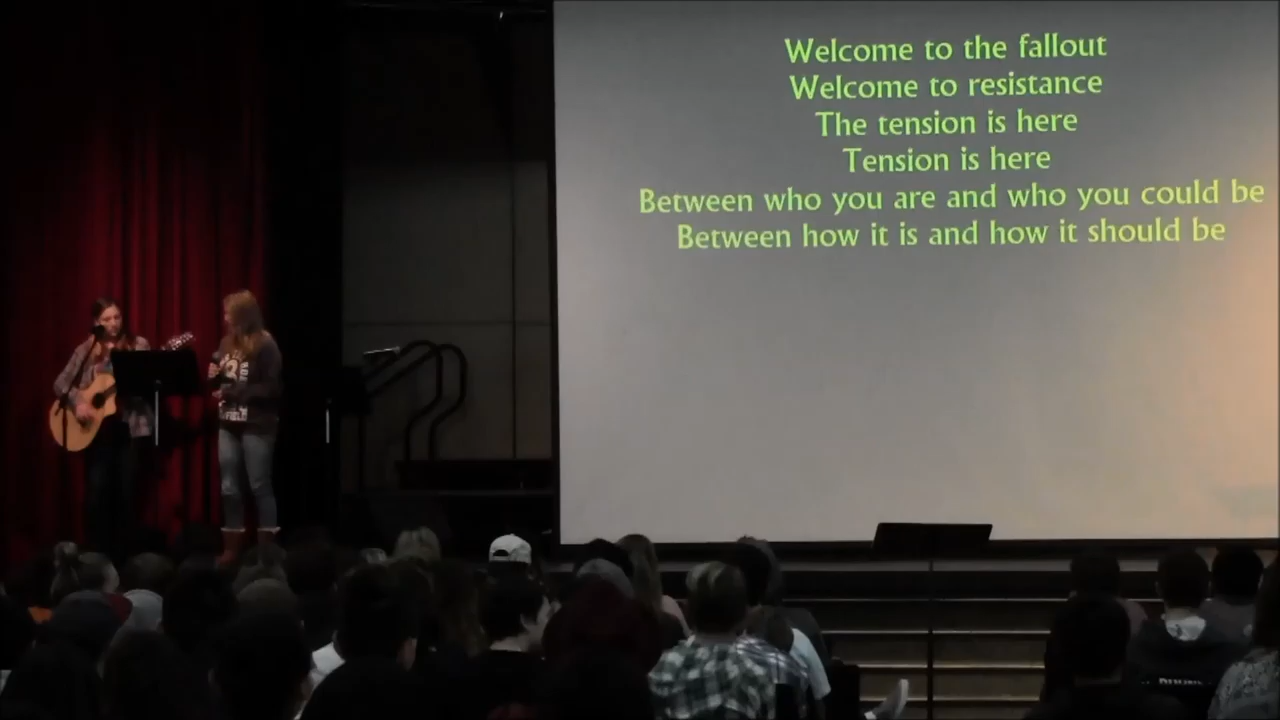 Welcome to the fallout
Welcome to resistance
The tension is here
Tension is here
Between who you are and who you could be
Between how it is and how it should be